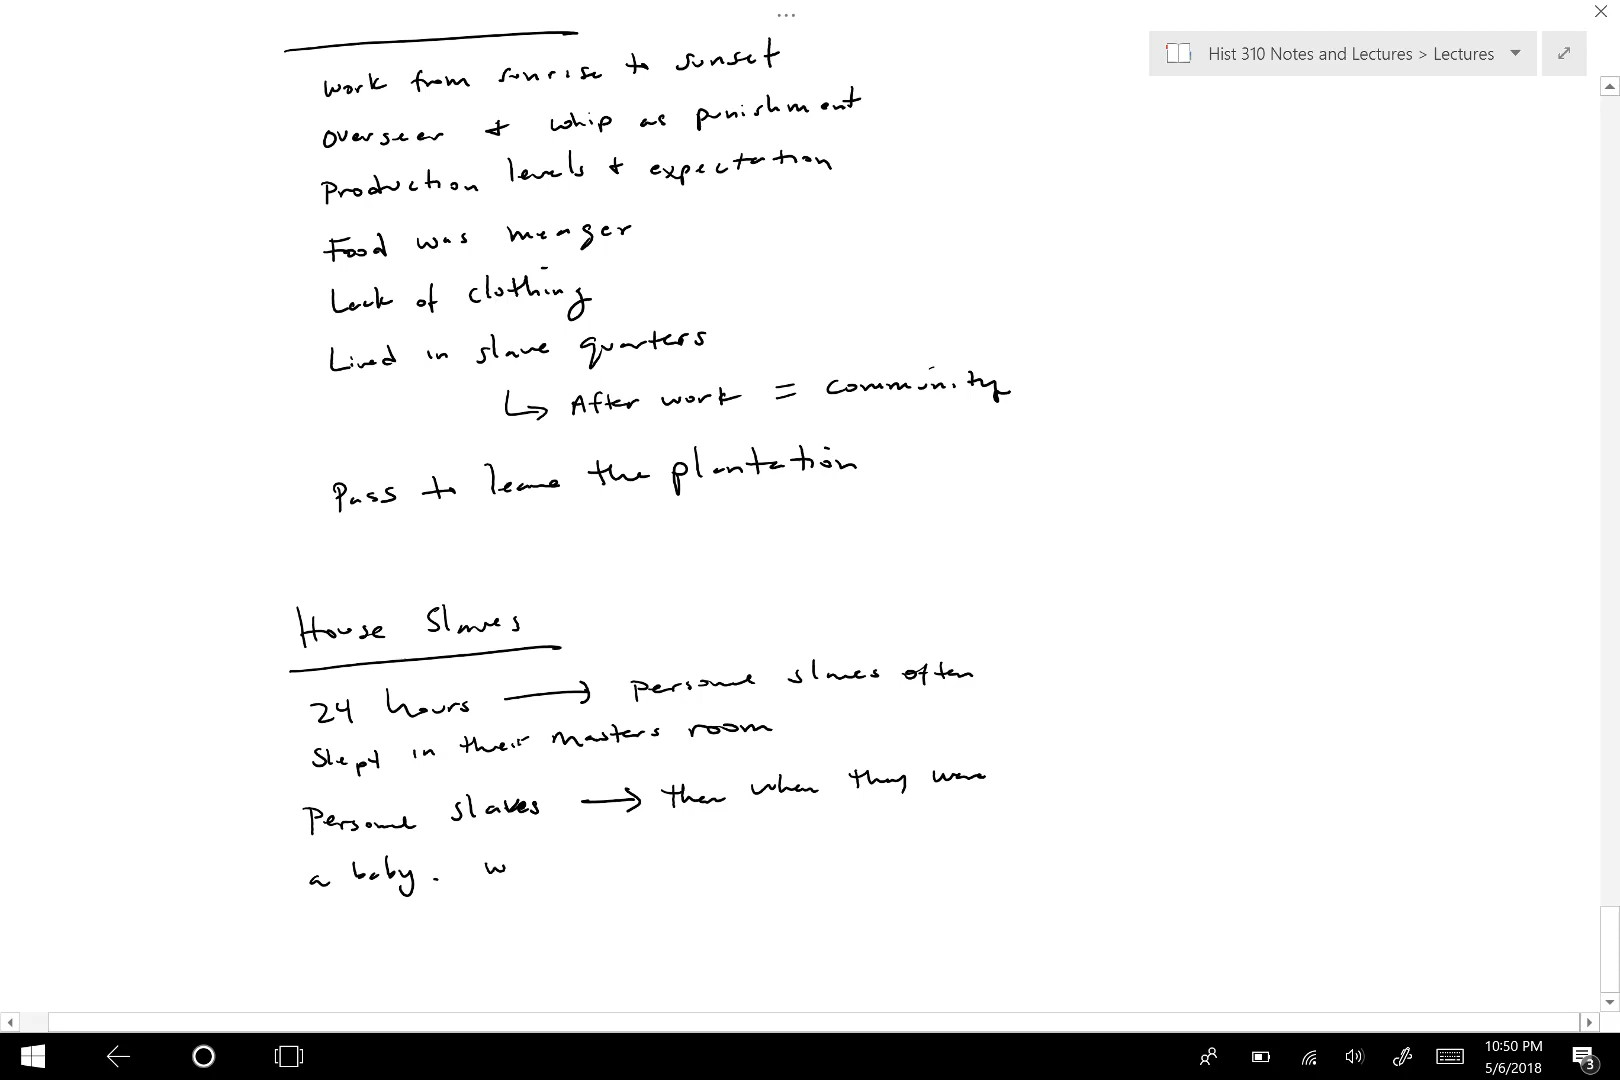 ...
Hist 310 Notes and Lectures > Lectures
work from sunrise to sunset
overseer + whip as punishment
Production levels + expectation
Food was meager
Lack of clothing
Lived in slave quarters
↳ After work = community
Pass to leave the plantation
House Slaves
24 hours → personal slaves often
slept in their masters room
Personal slaves → then when they were
a baby. w
10:50 PM
5/6/2018
3